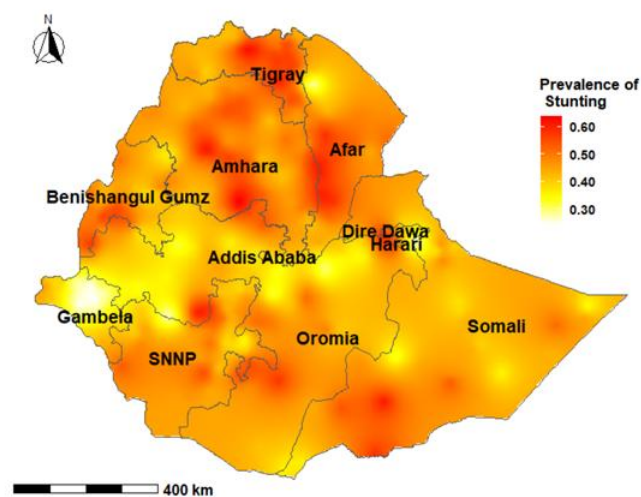 N
Tigray
Prevalence of
Stunting
0.60
0.50
0.40
0.30
Afar
Amhara
Benishangul Gumz
Dire Dawa
Harari
Addis Ababa
Gambela
Somali
Oromia
SNNP
400 km